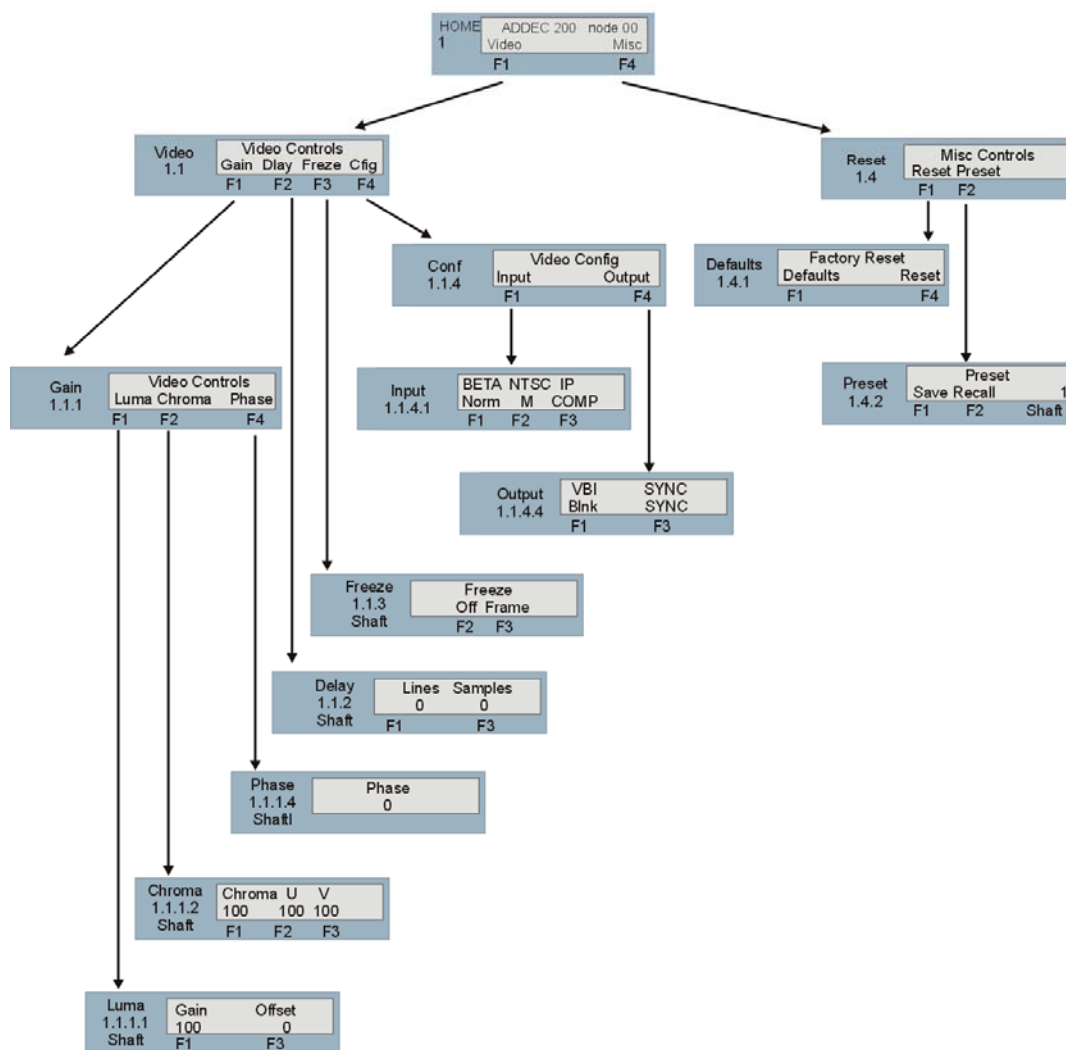 HOME
1
ADDEC 200 node 00
Video Misc
F1 F4
Video
1.1
Video Controls
Gain Dlay Freze Cfig
F1 F2 F3 F4
Reset
1.4
Misc Controls
Reset Preset
F1 F2
Conf
1.1.4
Video Config
Input Output
F1 F4
Defaults
1.4.1
Factory Reset
Defaults Reset
F1 F4
Gain
1.1.1
Video Controls
Luma Chroma Phase
F1 F2 F4
Input
1.1.4.1
BETA NTSC IP
Norm M COMP
F1 F2 F3
Preset
1.4.2
Preset
Save Recall 1
F1 F2 Shaft
Output
1.1.4.4
VBI SYNC
Blnk SYNC
F1 F3
Freeze
1.1.3
Shaft
Freeze
Off Frame
F2 F3
Delay
1.1.2
Shaft
Lines Samples
0 0
F1 F3
Phase
1.1.1.4
Shaftl
Phase
0
Chroma
1.1.1.2
Shaft
Chroma U V
100 100 100
F1 F2 F3
Luma
1.1.1.1
Shaft
Gain Offset
100 0
F1 F3